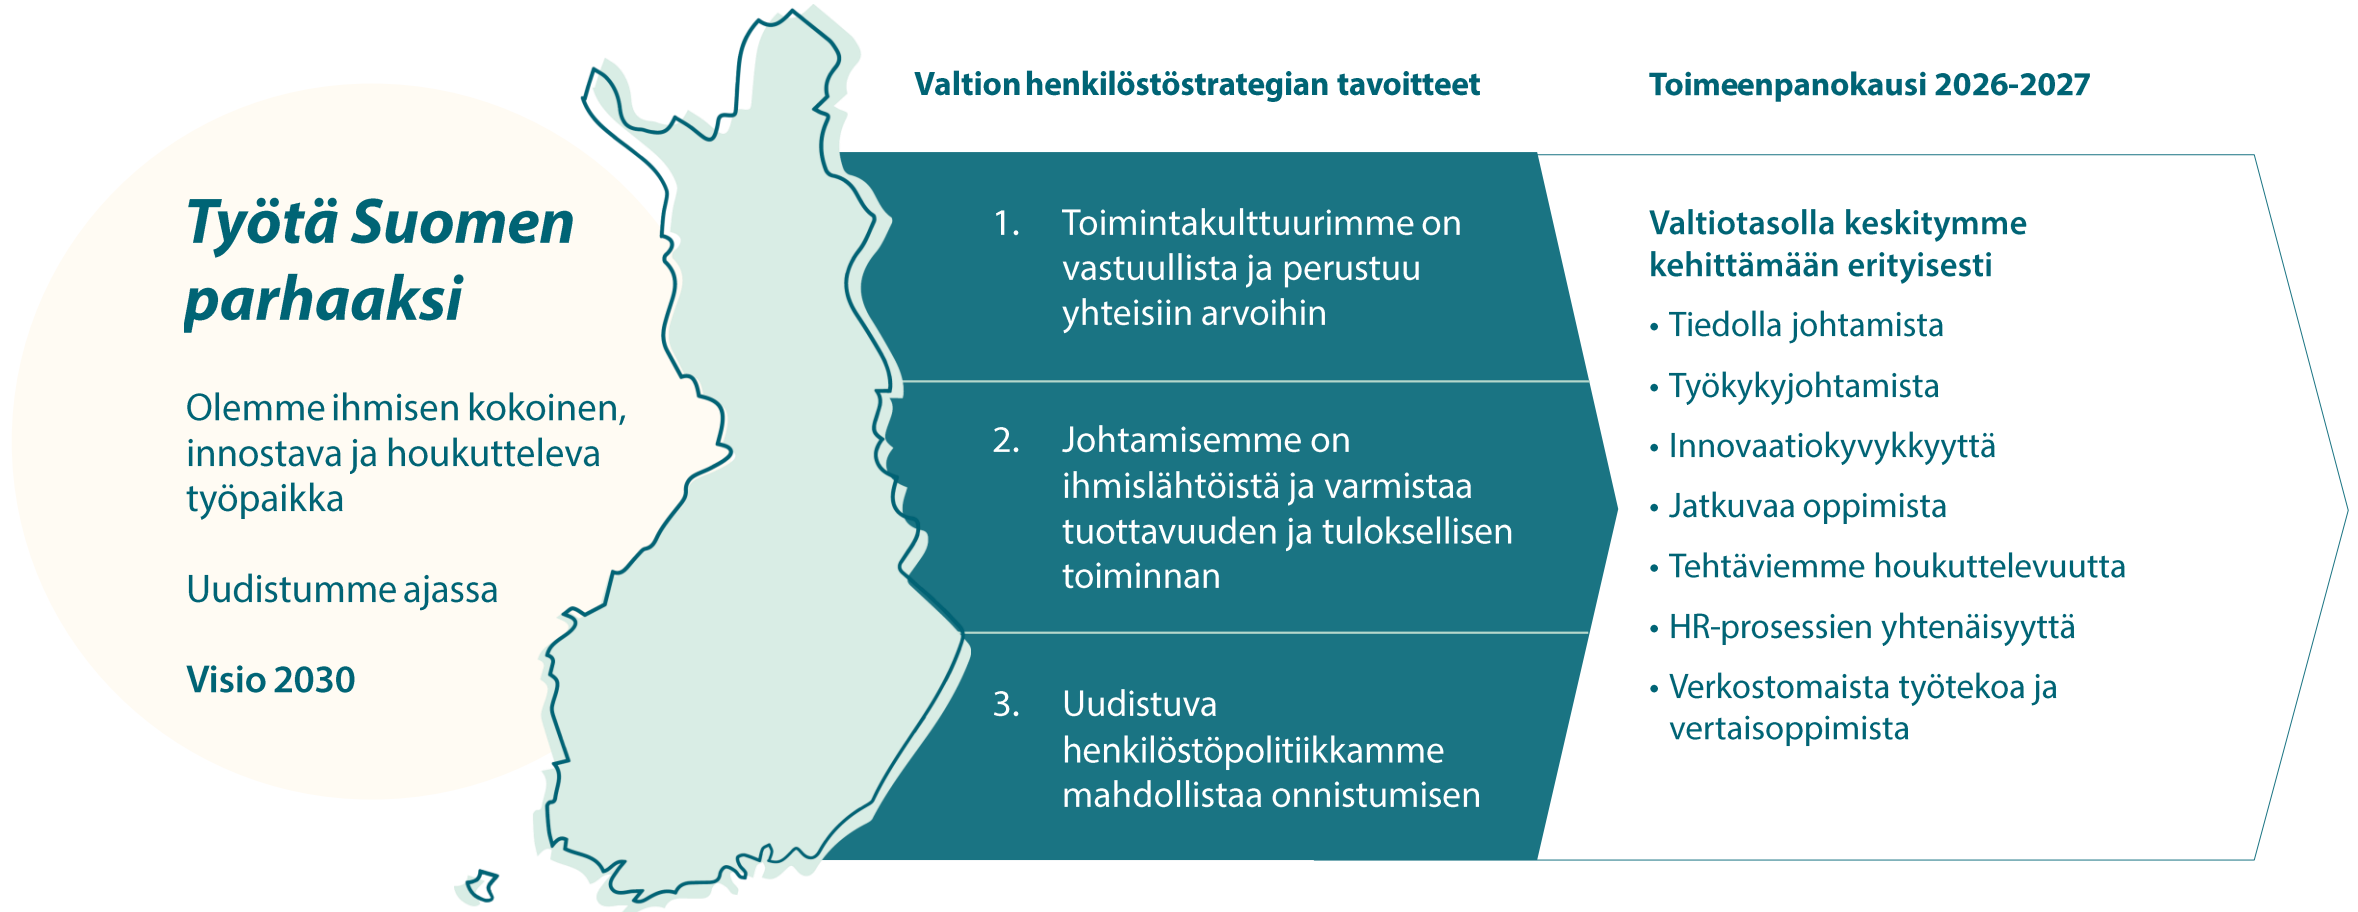 Työtä Suomen
parhaaksi
Olemme ihmisen kokoinen,
innostava ja houkutteleva
työpaikka
Uudistumme ajassa
Visio 2030
Valtion henkilöstöstrategian tavoitteet
1. Toimintakulttuurimme on
vastuullista ja perustuu
yhteisiin arvoihin
2. Johtamisemme on
ihmislähtöistä ja varmistaa
tuottavuuden ja tuloksellisen
toiminnan
3. Uudistuva
henkilöstöpolitiikkamme
mahdollistaa onnistumisen
Toimeenpanokausi 2026-2027
Valtiotasolla keskitymme
kehittämään erityisesti
• Tiedolla johtamista
• Työkykyjohtamista
• Innovaatiokyvykkyyttä
• Jatkuvaa oppimista
• Tehtäviemme houkuttelevuutta
• HR-prosessien yhtenäisyyttä
• Verkostomaista työtekoa ja
vertaisoppimista